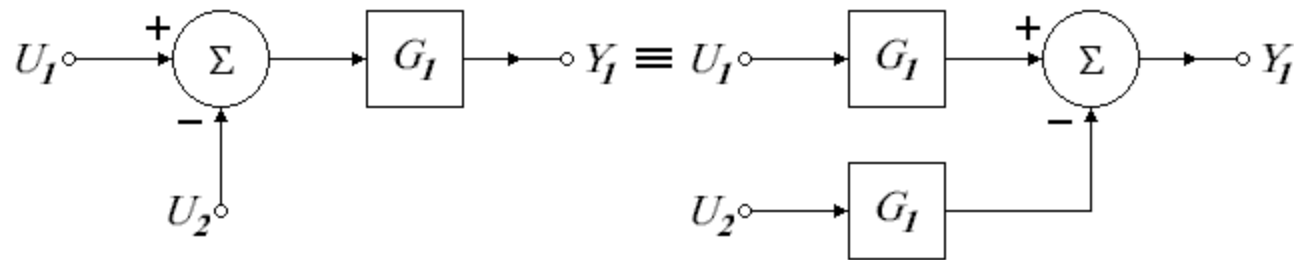 U1 + Σ G1 Y1 ≡ U1 G1 + Σ Y1
− −
U2 U2 G1